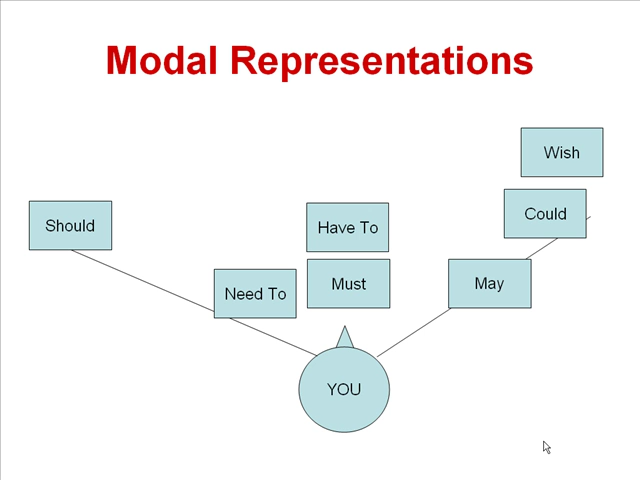 Modal Representations
Wish
Could
Should
Have To
Must
May
Need To
YOU